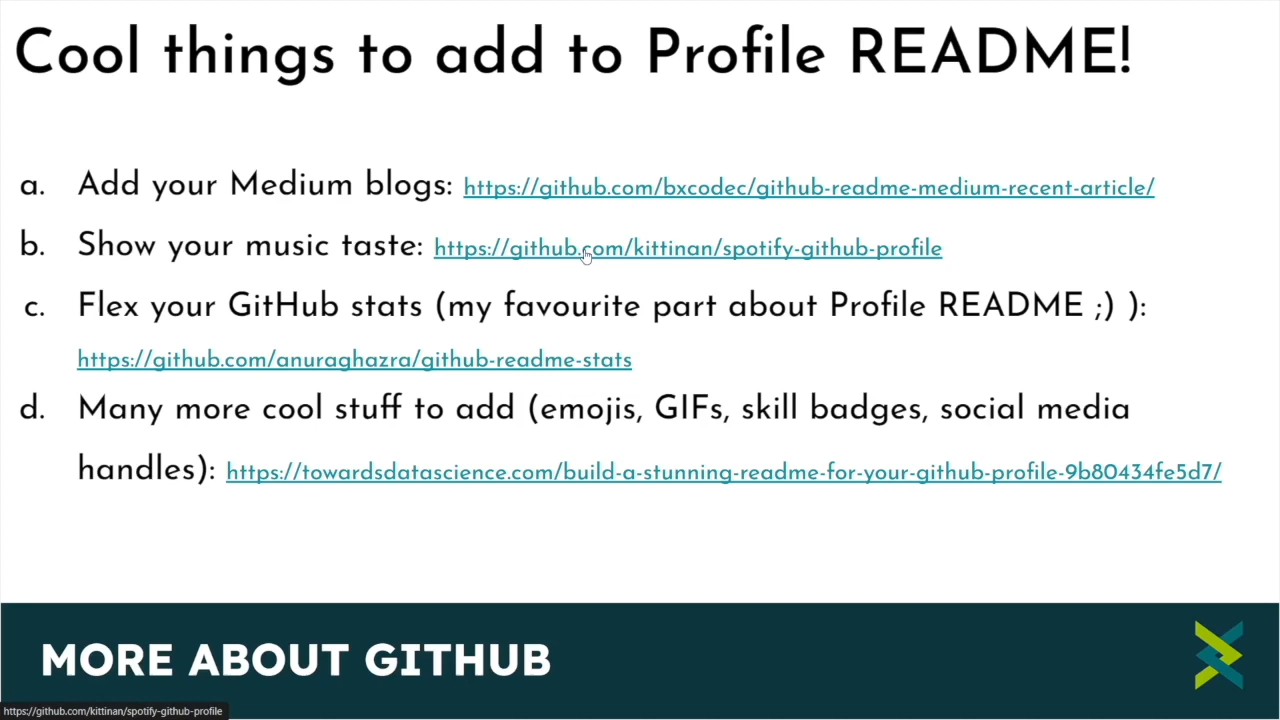 Cool things to add to Profile README!
a. Add your Medium blogs: https://github.com/bxcodec/github-readme-medium-recent-article/
b. Show your music taste: https://github.com/kittinan/spotify-github-profile
c. Flex your GitHub stats (my favourite part about Profile README ;) ):
https://github.com/anuraghazra/github-readme-stats
d. Many more cool stuff to add (emojis, GIFs, skill badges, social media
handles): https://towardsdatascience.com/build-a-stunning-readme-for-your-github-profile-9b80434fe5d7/
MORE ABOUT GITHUB
https://github.com/kittinan/spotify-github-profile